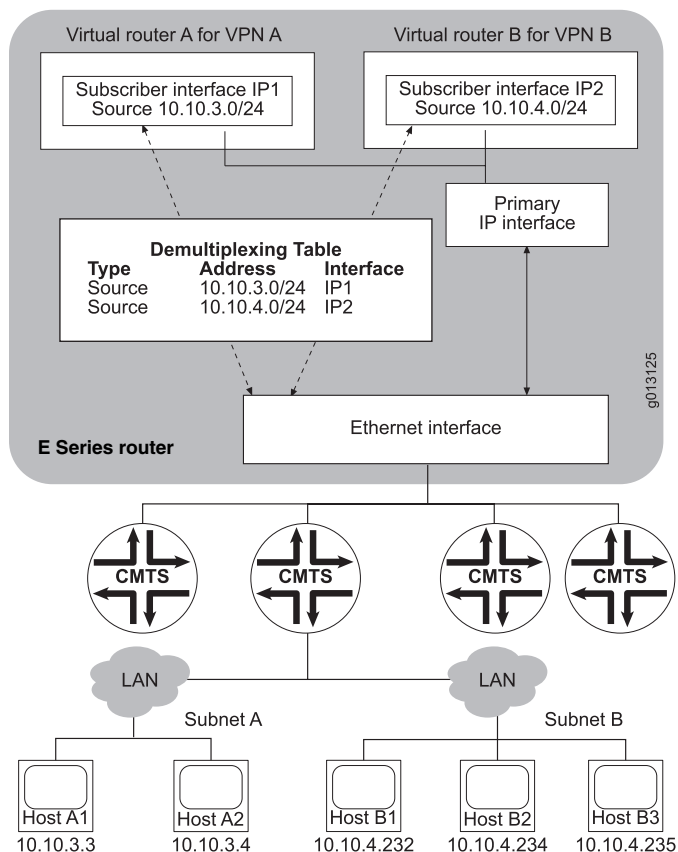 Virtual router A for VPN A
Virtual router B for VPN B
Subscriber interface IP1
Source 10.10.3.0/24
Subscriber interface IP2
Source 10.10.4.0/24
Primary
IP interface
Demultiplexing Table
Type Address Interface
Source 10.10.3.0/24 IP1
Source 10.10.4.0/24 IP2
g013125
Ethernet interface
E Series router
CMTS
CMTS
CMTS
CMTS
LAN
LAN
Subnet A
Subnet B
Host A1
Host A2
Host B1
Host B2
Host B3
10.10.3.3
10.10.3.4
10.10.4.232
10.10.4.234
10.10.4.235